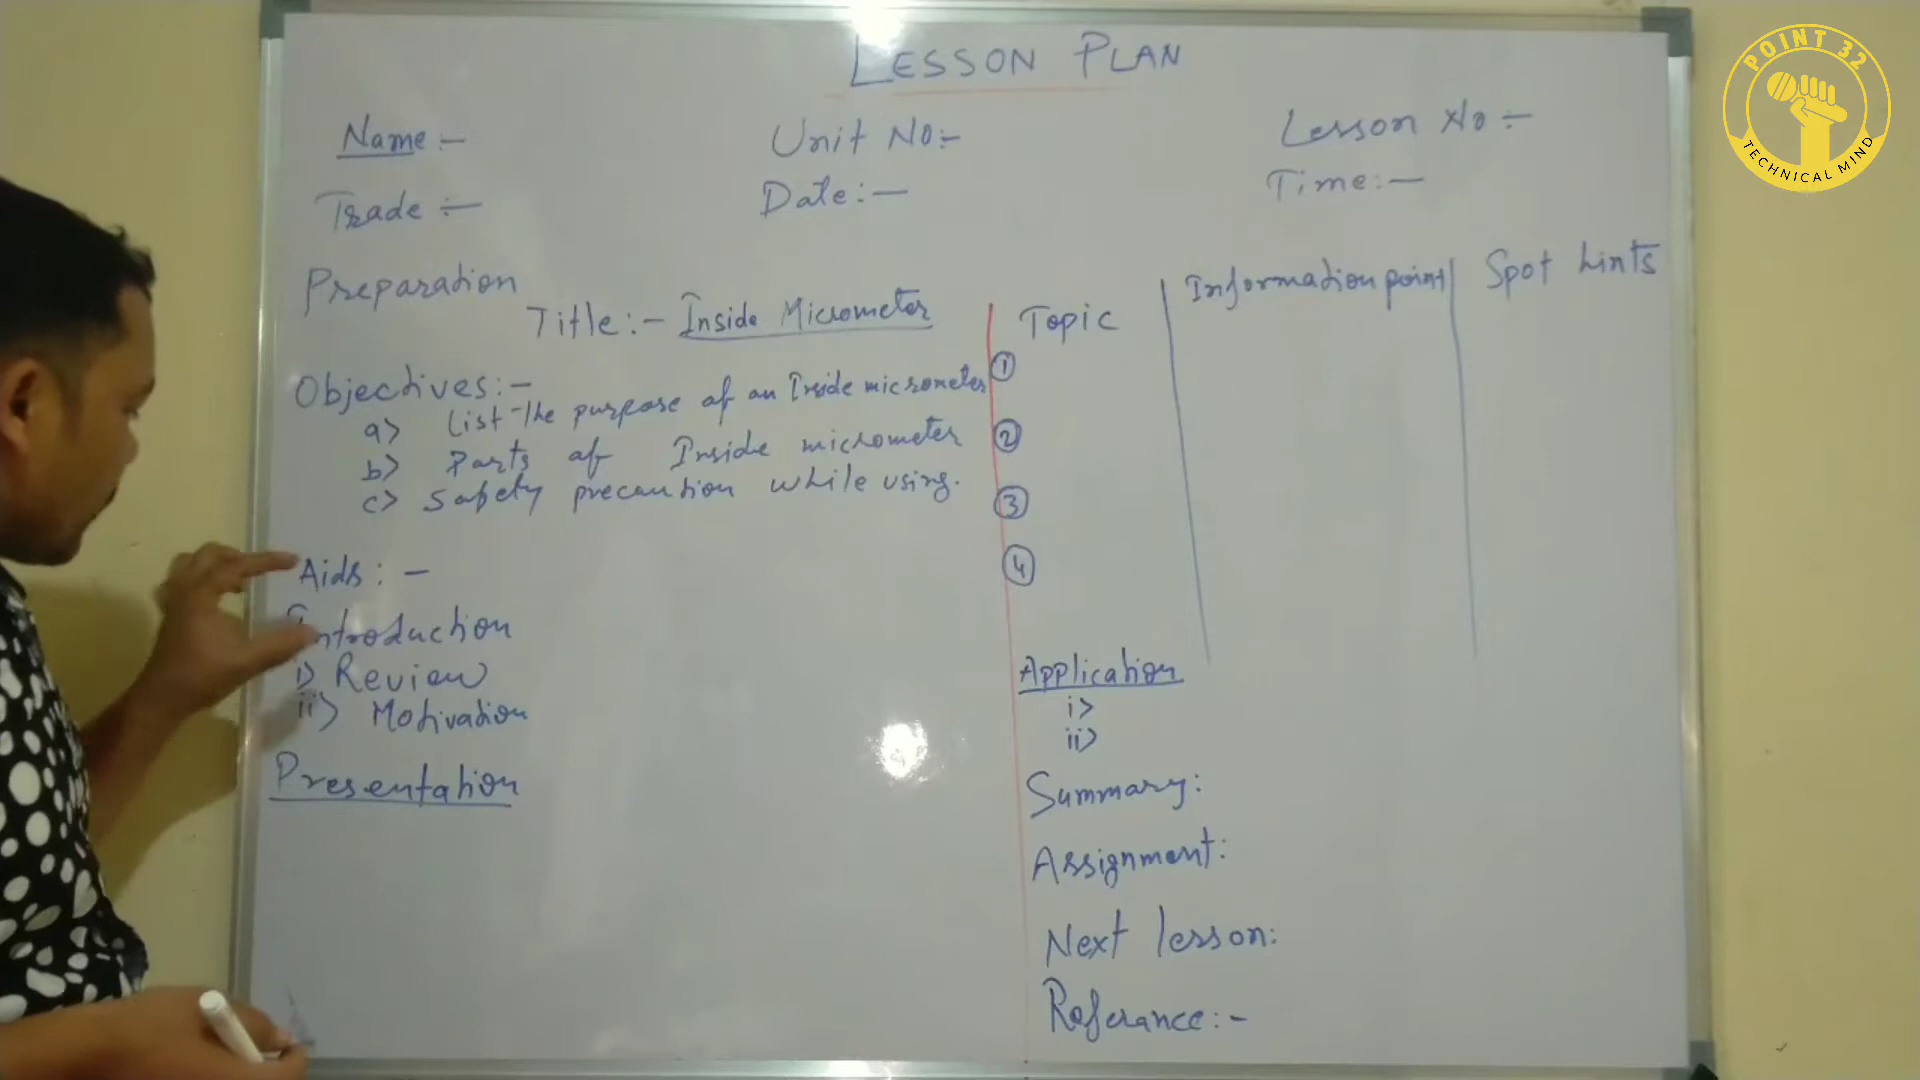 LESSON PLAN
Name :-
Unit No:-
Lesson No :-
Trade :-
Date:-
Time:-
Preparation
Title:- Inside Micrometer
Objectives:-
a> List the purpose of an Inside micrometer
b> Parts of Inside micrometer
c> Safety precaution while using.
Aids: -
Introduction
i> Review
ii> Motivation
Presentation
Topic
Information point
Spot hints
1
2
3
4
Application
i>
ii>
Summary:
Assignment:
Next lesson:
Referance:-
POINT 32
TECHNICAL MIND